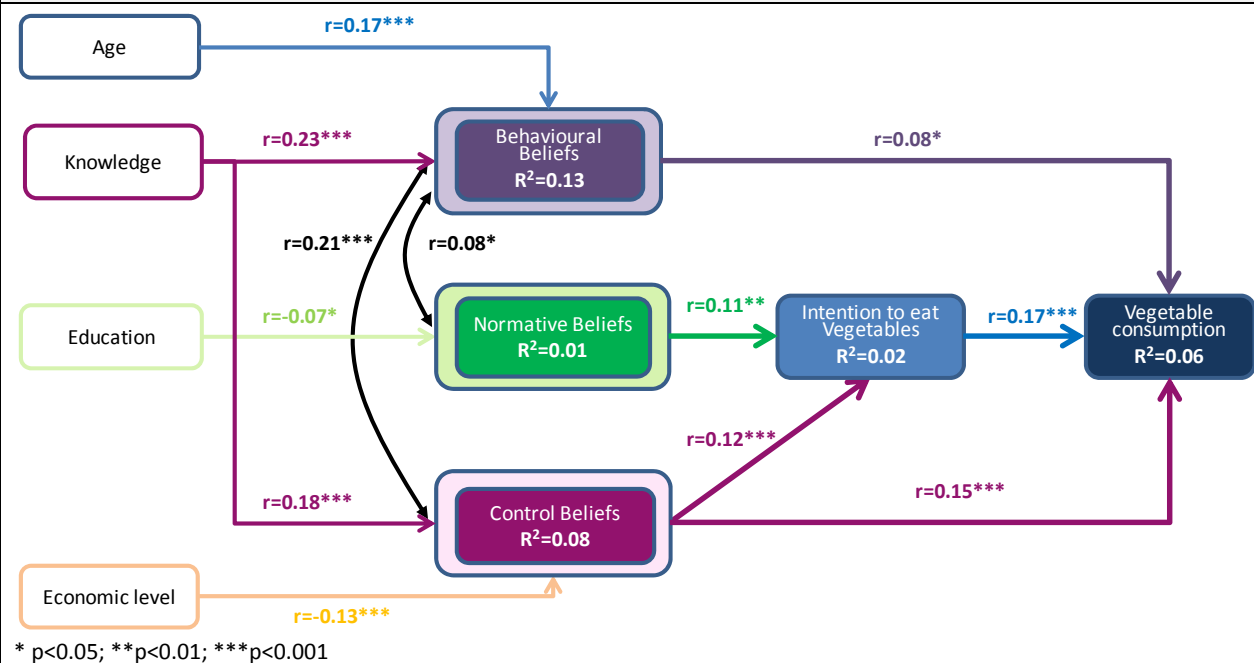 r=0.17***
Age
Knowledge
r=0.23***
Behavioural
Beliefs
R²=0.13
r=0.08*
r=0.21***
r=0.08*
Education
r=-0.07*
Normative Beliefs
R²=0.01
r=0.11**
Intention to eat
Vegetables
R²=0.02
r=0.17***
Vegetable
consumption
R²=0.06
r=0.12***
r=0.18***
Control Beliefs
R²=0.08
r=0.15***
Economic level
r=-0.13***
* p<0.05; **p<0.01; ***p<0.001